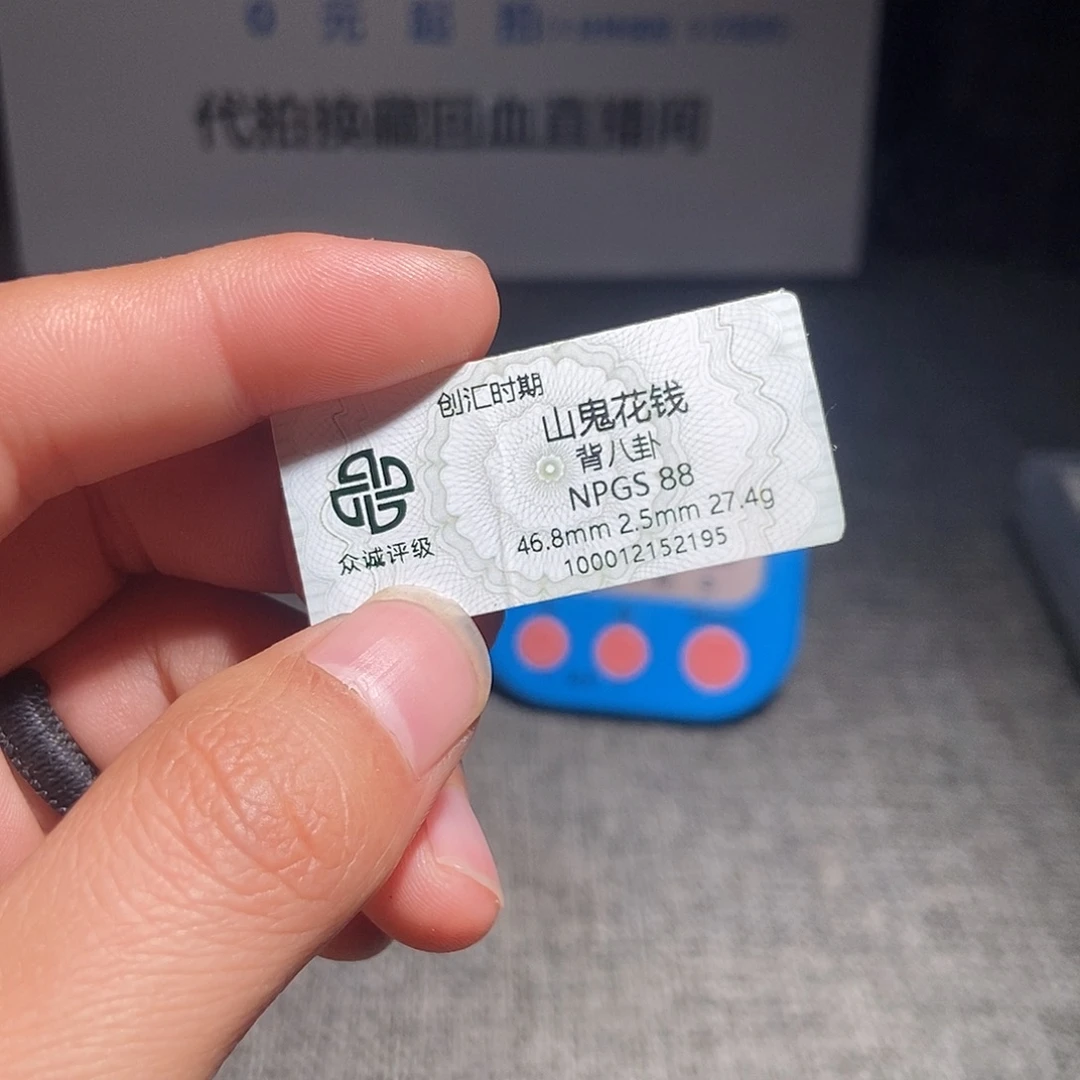 代拍换藏回血直播间
创汇时期
山鬼花钱
背八卦
NPGS 88
46.8mm 2.5mm 27.4g
100012152195
众诚评级